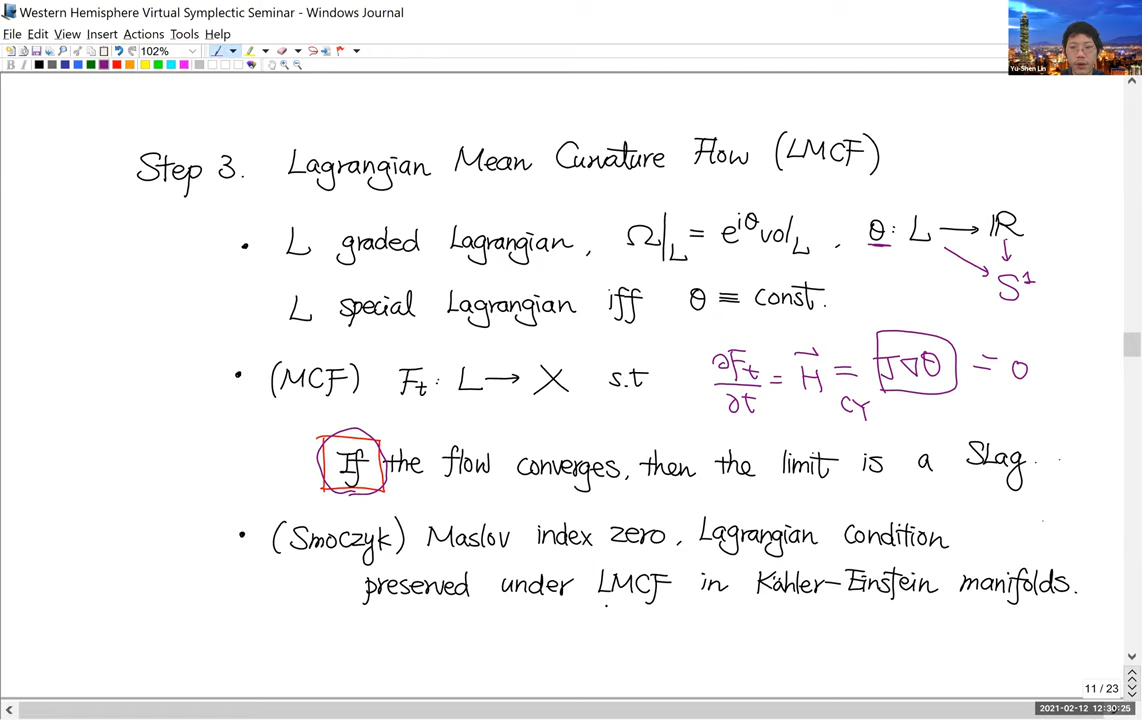 Western Hemisphere Virtual Symplectic Seminar - Windows Journal
File Edit View Insert Actions Tools Help
102%
B I
Yu-Shen Lin
Step 3. Lagrangian Mean Curvature Flow (LMCF)
• L graded Lagrangian, Ω|_L = e^{iθ} vol_L , θ: L → ℝ
↓
S¹
L special Lagrangian iff θ ≡ const.
• (MCF) F_t: L → X s.t ∂F_t/∂t = H⃗ = J∇θ = 0
CY
If the flow converges, then the limit is a SLag.
• (Smoczyk) Maslov index zero, Lagrangian Condition
preserved under LMCF in Kähler-Einstein manifolds.
11 / 23
2021-02-12 12:30:25